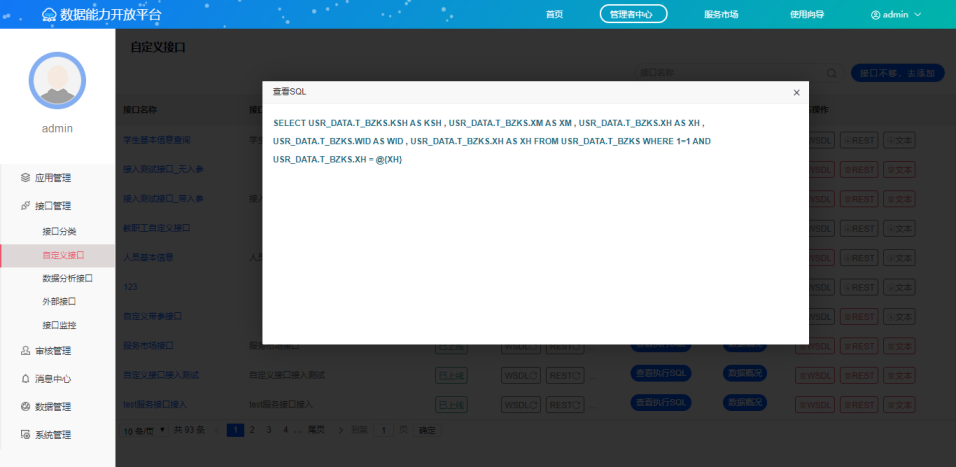 数据能力开放平台
首页
管理者中心
服务市场
使用向导
admin
admin
应用管理
接口管理
接口分类
自定义接口
数据分析接口
外部接口
接口监控
审核管理
消息中心
数据管理
系统管理
自定义接口
接口名称
接口不够，去添加
查看SQL
×
SELECT USR_DATA.T_BZKS.KSH AS KSH , USR_DATA.T_BZKS.XM AS XM , USR_DATA.T_BZKS.XH AS XH ,
USR_DATA.T_BZKS.WID AS WID , USR_DATA.T_BZKS.XH AS XH FROM USR_DATA.T_BZKS WHERE 1=1 AND
USR_DATA.T_BZKS.XH = @{XH}
接口名称 操作
学生基本信息查询 WSDL REST 文本
接入测试接口_无入参 WSDL REST 文本
接入测试接口_带入参 WSDL REST 文本
教职工自定义接口 WSDL REST 文本
人员基本信息 WSDL REST 文本
123 WSDL REST 文本
自定义带参接口 WSDL REST 文本
服务市场接口 服务市场接口 已上线 WSDL REST WSDL REST 文本
自定义接口接入测试 自定义接口接入测试 已上线 WSDL REST ... 查看执行SQL 数据概况 WSDL REST 文本
test服务接口接入 test服务接口接入 已上线 WSDL REST ... 查看执行SQL 数据概况 WSDL REST 文本
10 条/页 共 93 条 1 2 3 4 ... 尾页 到第 1 页 确定